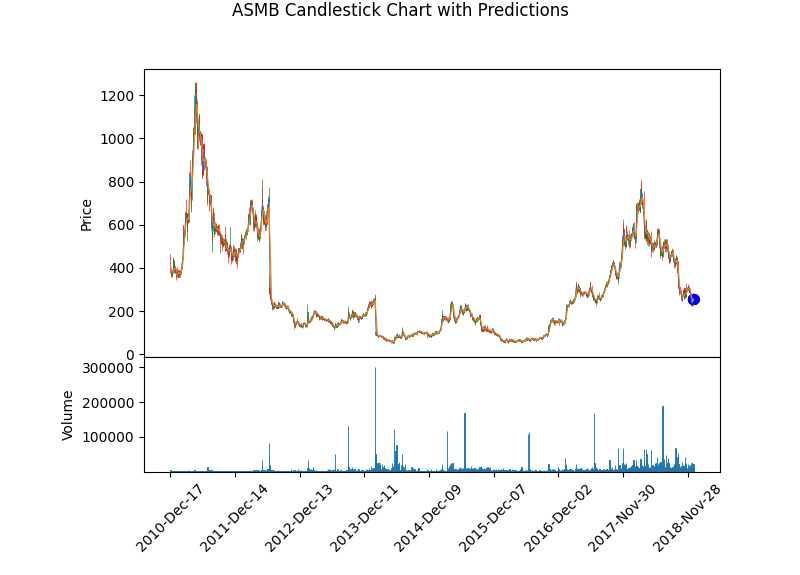 ASMB Candlestick Chart with Predictions
1200
1000
800
600
400
200
0
Price
300000
200000
100000
Volume
2010-Dec-17
2011-Dec-14
2012-Dec-13
2013-Dec-11
2014-Dec-09
2015-Dec-07
2016-Dec-02
2017-Nov-30
2018-Nov-28